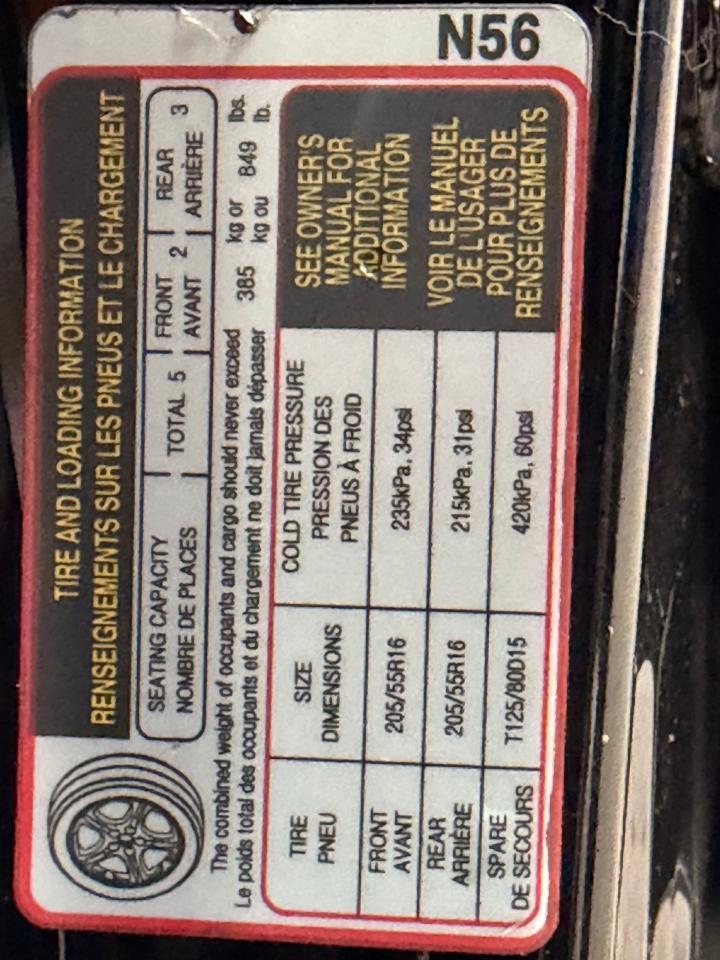 N56
TIRE AND LOADING INFORMATION
RENSEIGNEMENTS SUR LES PNEUS ET LE CHARGEMENT
SEATING CAPACITY
NOMBRE DE PLACES
TOTAL 5
FRONT
AVANT 2
REAR
ARRIÈRE 3
The combined weight of occupants and cargo should never exceed 385 kg or 849 lbs.
Le poids total des occupants et du chargement ne doit jamais dépasser kg ou lb.
TIRE
PNEU
SIZE
DIMENSIONS
COLD TIRE PRESSURE
PRESSION DES
PNEUS À FROID
FRONT
AVANT
205/55R16
235kPa, 34psi
REAR
ARRIÈRE
205/55R16
215kPa, 31psi
SPARE
DE SECOURS
T125/80D15
420kPa, 60psi
SEE OWNER'S
MANUAL FOR
ADDITIONAL
INFORMATION
VOIR LE MANUEL
DE L'USAGER
POUR PLUS DE
RENSEIGNEMENTS